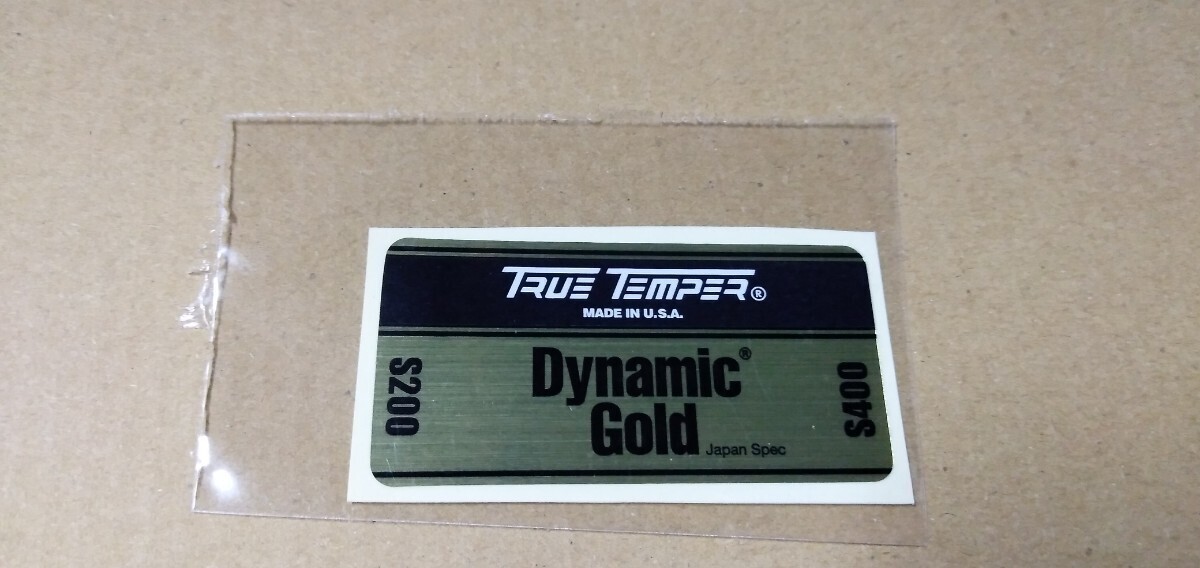 TRUE TEMPER®
MADE IN U.S.A.
S200
Dynamic®
Gold
Japan Spec
S400